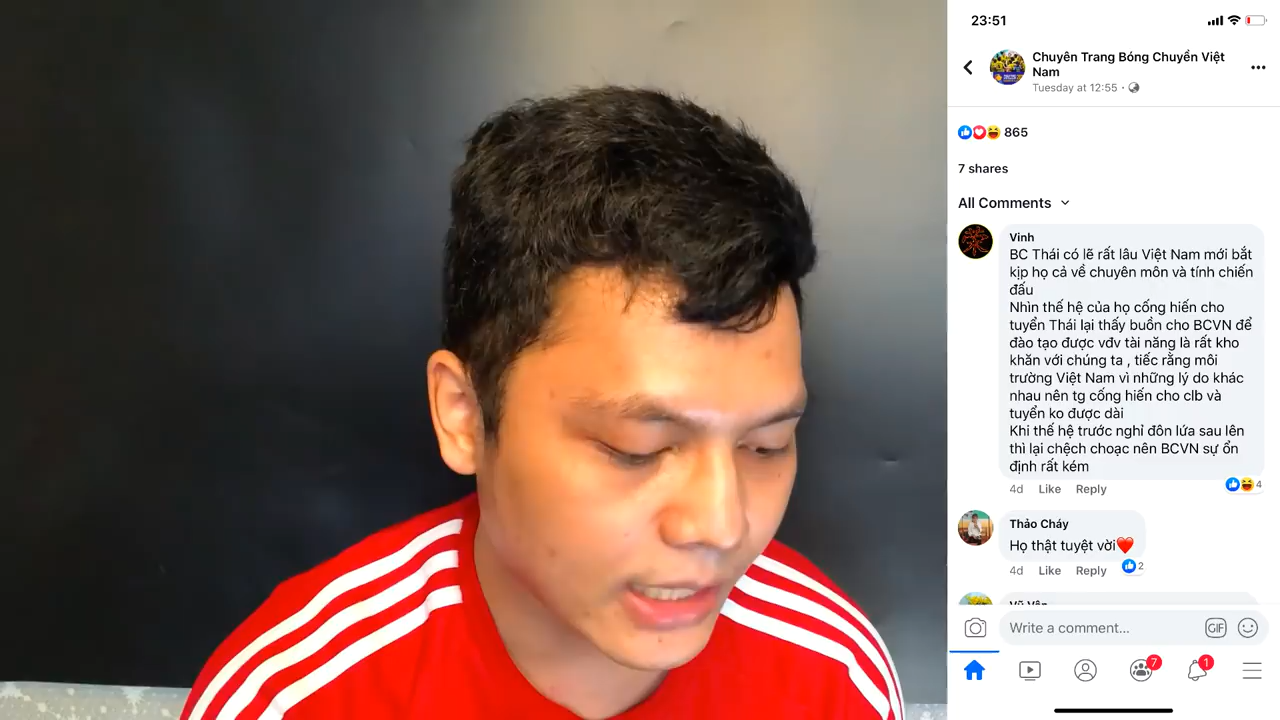 23:51
Chuyên Trang Bóng Chuyền Việt
Nam
Tuesday at 12:55
865
7 shares
All Comments
Vinh
BC Thái có lẽ rất lâu Việt Nam mới bắt
kịp họ cả về chuyên môn và tính chiến
đấu
Nhìn thế hệ của họ cống hiến cho
tuyển Thái lại thấy buồn cho BCVN để
đào tạo được vdv tài năng là rất kho
khăn với chúng ta , tiếc rằng môi
trường Việt Nam vì những lý do khác
nhau nên tg cống hiến cho clb và
tuyển ko được dài
Khi thế hệ trước nghỉ đôn lứa sau lên
thì lại chệch choạc nên BCVN sự ổn
định rất kém
4d Like Reply 4
Thảo Cháy
Họ thật tuyệt vời❤️
4d Like Reply 2
Write a comment... GIF
7 1